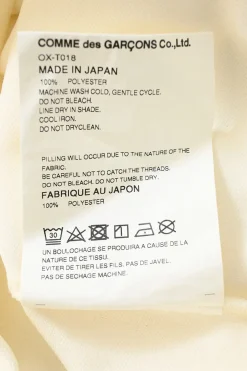 COMME des GARÇONS Co., Ltd.
OX-T018
MADE IN JAPAN
100% POLYESTER
MACHINE WASH COLD, GENTLE CYCLE.
DO NOT BLEACH.
LINE DRY IN SHADE.
COOL IRON.
DO NOT DRYCLEAN.
PILLING WILL OCCUR DUE TO THE NATURE OF THE
FABRIC.
BE CAREFUL NOT TO CATCH THE THREADS.
DO NOT BLEACH. DO NOT TUMBLE DRY.
FABRIQUE AU JAPON
100% POLYESTER
30
UN BOULOCHAGE SE PRODUIRA A CAUSE DE LA
NATURE DE CE TISSU.
EVITER DE TIRER LES FILS. PAS DE JAVEL.
PAS DE SECHAGE MACHINE.